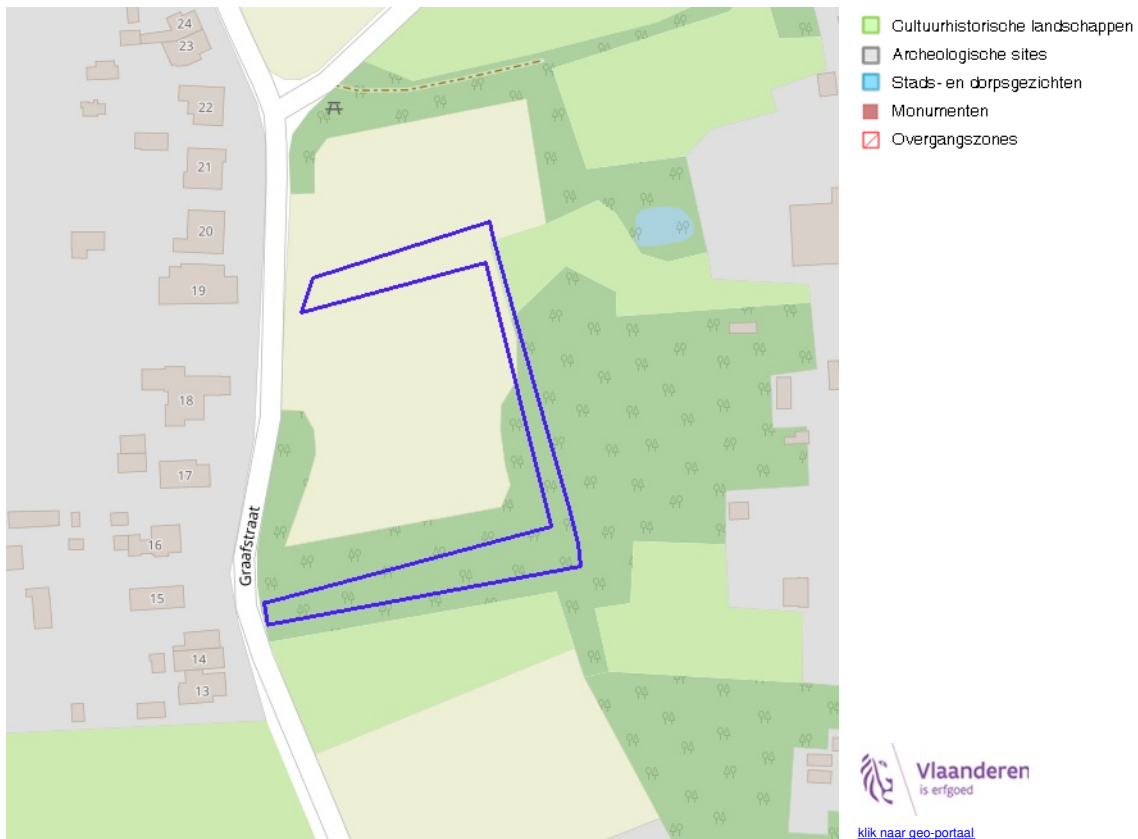 Cultuurhistorische landschappen
Archeologische sites
Stads- en dorpsgezichten
Monumenten
Overgangszones
24
23
22
21
20
19
18
17
16
15
14
13
Graafstraat
Vlaanderen
is erfgoed
klik naar geo-portaal